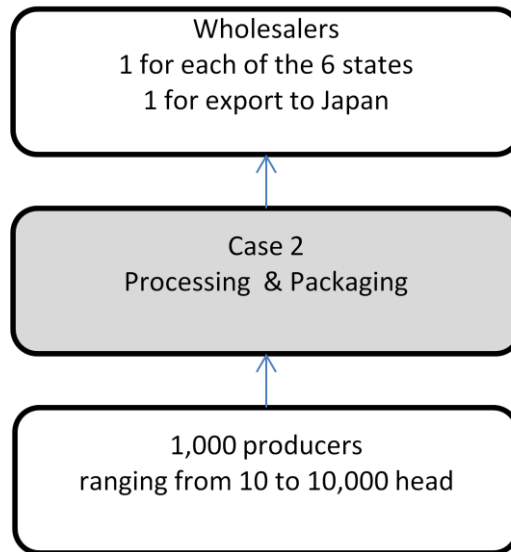 Wholesalers
1 for each of the 6 states
1 for export to Japan
Case 2
Processing & Packaging
1,000 producers
ranging from 10 to 10,000 head